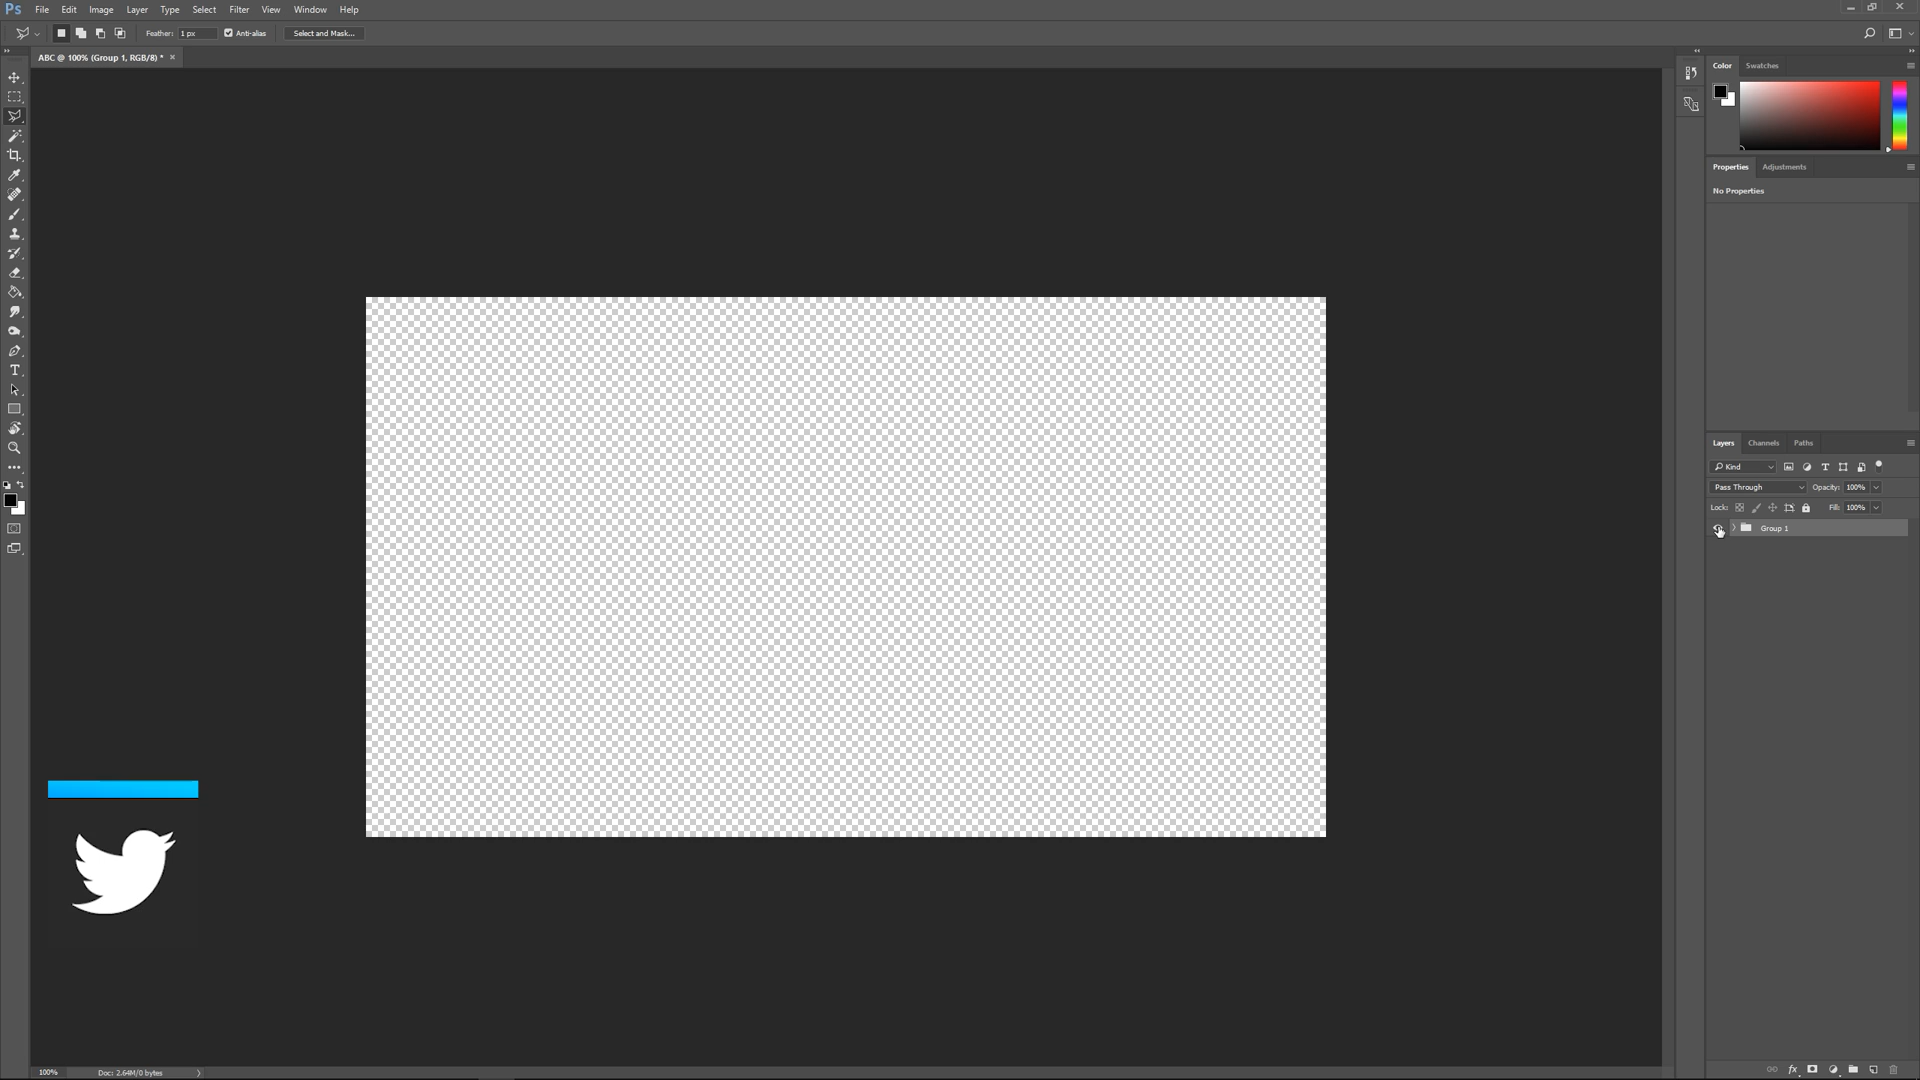 Ps File Edit Image Layer Type Select Filter View Window Help
Feather: 1 px Anti-alias Select and Mask...
ABC @ 100% (Group 1, RGB/8) * ×
Color Swatches
Properties Adjustments
No Properties
Layers Channels Paths
Kind
Pass Through Opacity: 100%
Lock: Fill: 100%
Group 1
100% Doc: 2.64M/0 bytes